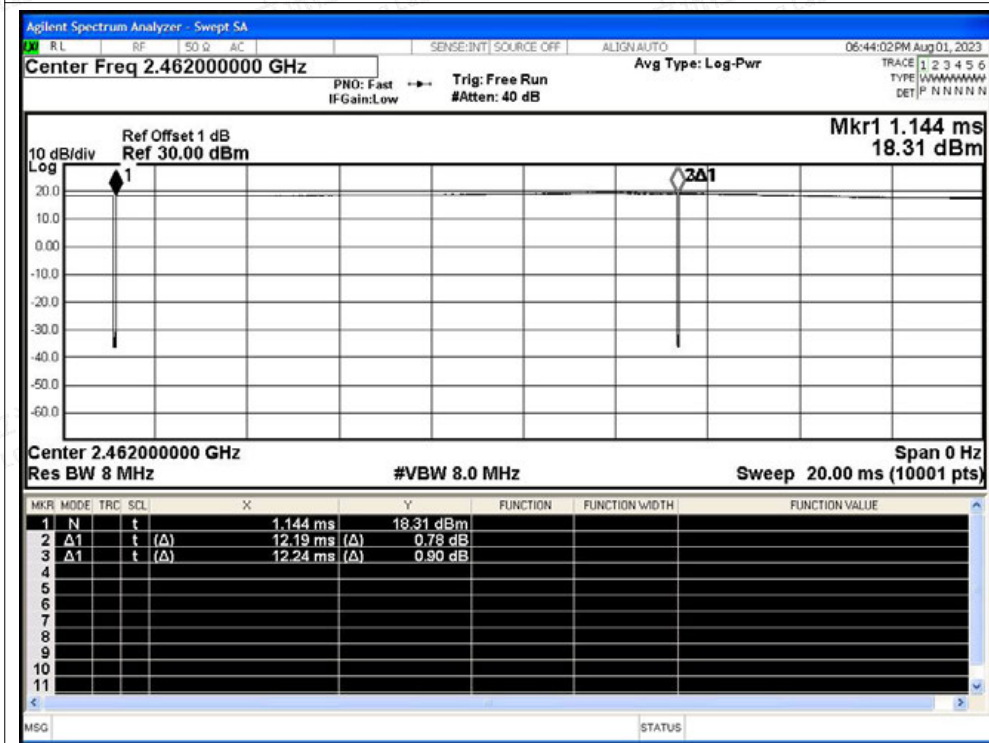 Agilent Spectrum Analyzer - Swept SA
LXI RL RF 50 Ω AC SENSE:INT SOURCE OFF ALIGN AUTO 06:44:02 PM Aug 01, 2023
Center Freq 2.462000000 GHz Avg Type: Log-Pwr TRACE 1 2 3 4 5 6
PNO: Fast Trig: Free Run TYPE WWWWWW
IFGain:Low #Atten: 40 dB DET P N N N N N
Mkr1 1.144 ms
Ref Offset 1 dB
10 dB/div Ref 30.00 dBm 18.31 dBm
Log
1 3Δ1
20.0
10.0
0.00
-10.0
-20.0
-30.0
-40.0
-50.0
-60.0
Center 2.462000000 GHz Span 0 Hz
Res BW 8 MHz #VBW 8.0 MHz Sweep 20.00 ms (10001 pts)
MKR MODE TRC SCL X Y FUNCTION FUNCTION WIDTH FUNCTION VALUE
1 N t 1.144 ms 18.31 dBm
2 Δ1 t (Δ) 12.19 ms (Δ) 0.78 dB
3 Δ1 t (Δ) 12.24 ms (Δ) 0.90 dB
4
5
6
7
8
9
10
11
MSG STATUS